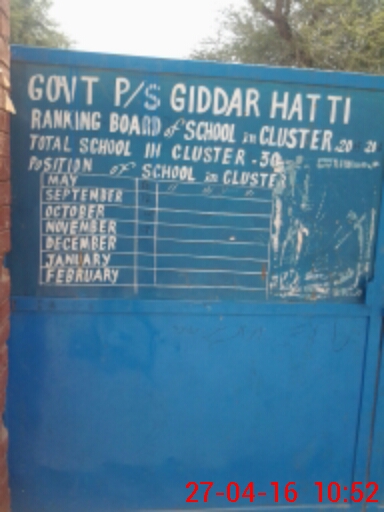 GOVT P/S GIDDAR HATTI
RANKING BOARD of SCHOOL in CLUSTER 20 20
TOTAL SCHOOL IN CLUSTER - 30
POSITION of SCHOOL in CLUSTER
MAY
SEPTEMBER
OCTOBER
NOVEMBER
DECEMBER
JANUARY
FEBRUARY
27-04-16 10:52